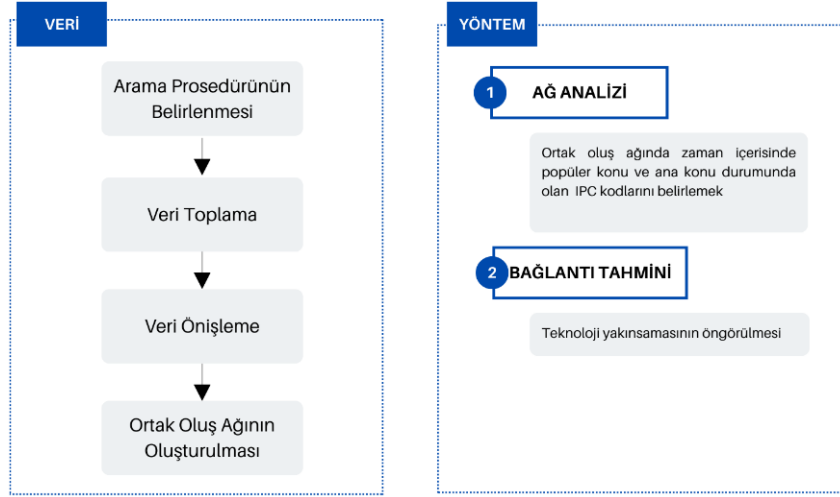 VERİ
Arama Prosedürünün
Belirlenmesi
Veri Toplama
Veri Önişleme
Ortak Oluş Ağının
Oluşturulması
YÖNTEM
1 AĞ ANALİZİ
Ortak oluş ağında zaman içerisinde
popüler konu ve ana konu durumunda
olan IPC kodlarını belirlemek
2 BAĞLANTI TAHMİNİ
Teknoloji yakınsamasının öngörülmesi